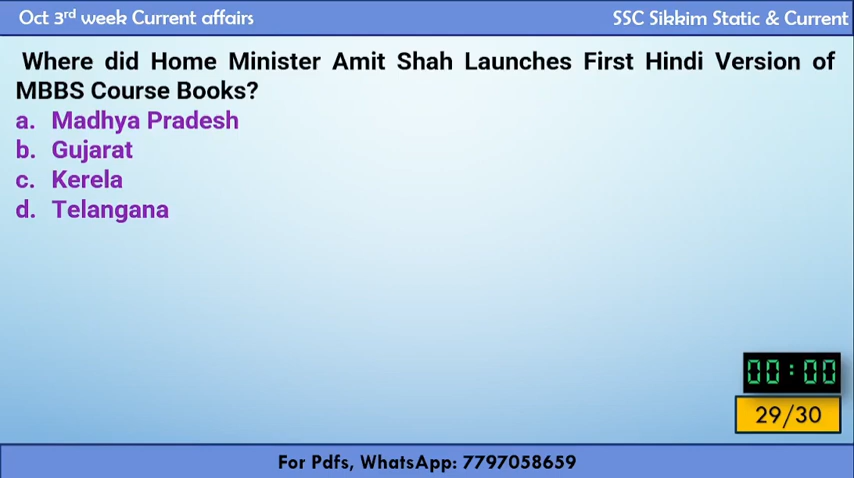 Oct 3rd week Current affairs
SSC Sikkim Static & Current
Where did Home Minister Amit Shah Launches First Hindi Version of
MBBS Course Books?
a. Madhya Pradesh
b. Gujarat
c. Kerela
d. Telangana
00:00
29/30
For Pdfs, WhatsApp: 7797058659